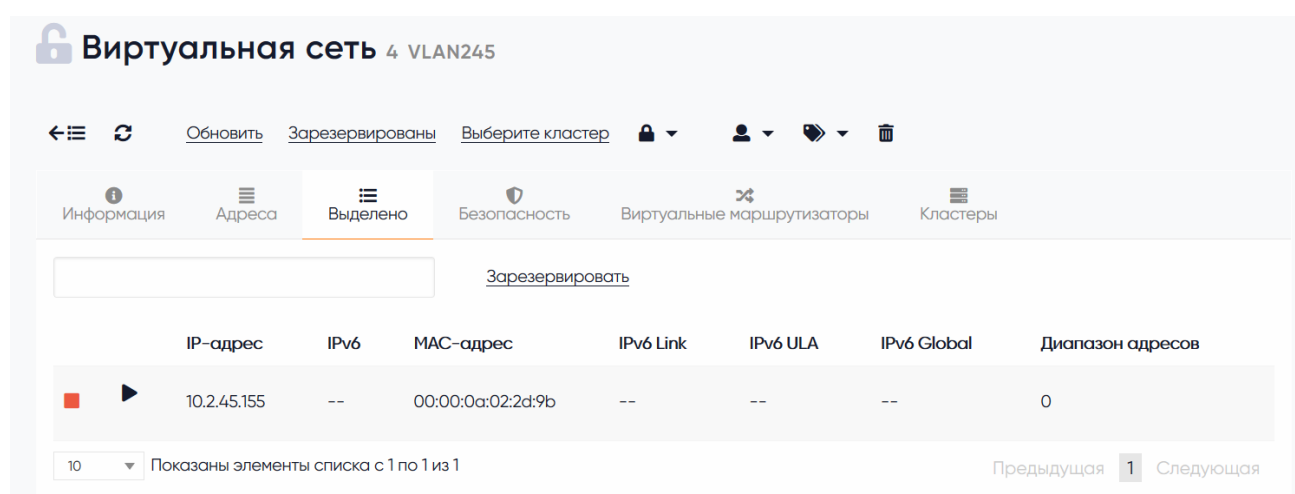 Виртуальная сеть 4 VLAN245
Обновить Зарезервированы Выберите кластер
Информация Адреса Выделено Безопасность Виртуальные маршрутизаторы Кластеры
Зарезервировать
IP-адрес IPv6 MAC-адрес IPv6 Link IPv6 ULA IPv6 Global Диапазон адресов
10.2.45.155 -- 00:00:0a:02:2d:9b -- -- -- 0
10 Показаны элементы списка с 1 по 1 из 1 Предыдущая 1 Следующая